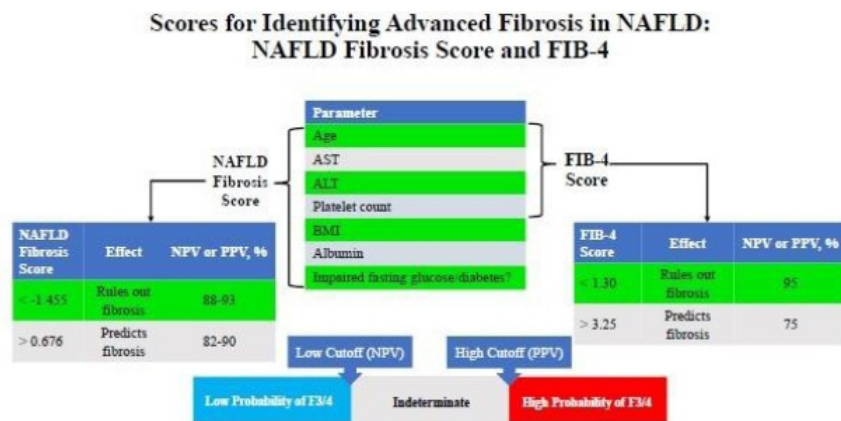 Scores for Identifying Advanced Fibrosis in NAFLD:
NAFLD Fibrosis Score and FIB-4
Parameter
Age
AST
ALT
Platelet count
BMI
Albumin
Impaired fasting glucose/diabetes?
NAFLD
Fibrosis
Score
FIB-4
Score
NAFLD
Fibrosis
Score
Effect
NPV or PPV, %
< -1.455
Rules out
fibrosis
88-93
> 0.676
Predicts
fibrosis
82-90
FIB-4
Score
Effect
NPV or PPV, %
< 1.30
Rules out
fibrosis
95
> 3.25
Predicts
fibrosis
75
Low Cutoff (NPV)
High Cutoff (PPV)
Low Probability of F3/4
Indeterminate
High Probability of F3/4